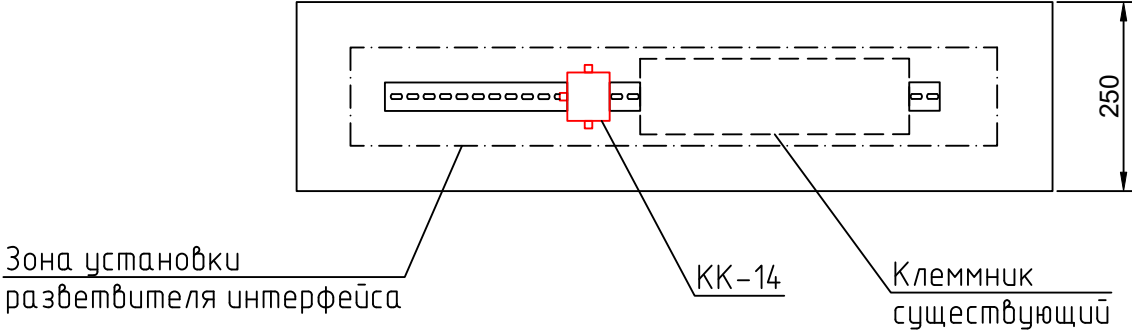 250
Зона установки
разветвителя интерфейса
КК-14
Клеммник
существующий